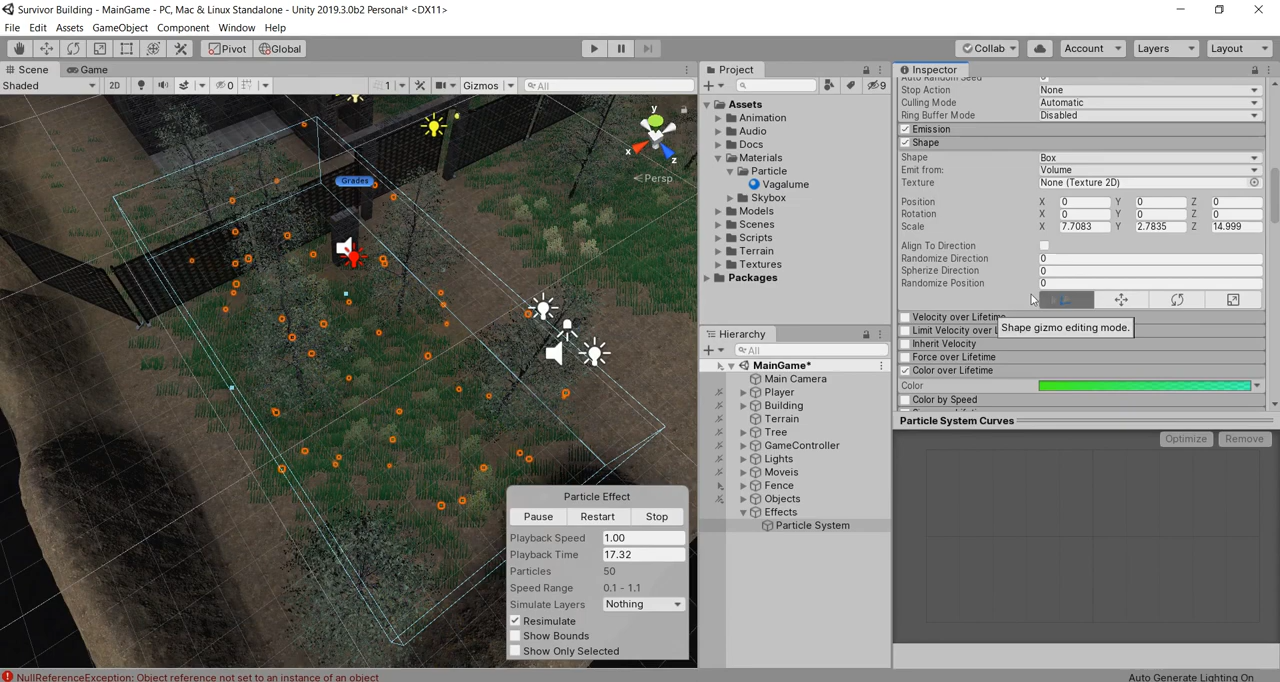 Survivor Building - MainGame - PC, Mac & Linux Standalone - Unity 2019.3.0b2 Personal* <DX11>
File Edit Assets GameObject Component Window Help
Pivot Global Collab Account Layers Layout
Scene Game
Shaded 2D 0 1 Gizmos All
y
x
z
Persp
Grades
Particle Effect
Pause Restart Stop
Playback Speed 1.00
Playback Time 17.32
Particles 50
Speed Range 0.1 - 1.1
Simulate Layers Nothing
Resimulate
Show Bounds
Show Only Selected
Project
9
Assets
Animation
Audio
Docs
Materials
Particle
Vagalume
Skybox
Models
Scenes
Scripts
Terrain
Textures
Packages
Hierarchy
All
MainGame*
Main Camera
Player
Building
Terrain
Tree
GameController
Lights
Moveis
Fence
Objects
Effects
Particle System
Inspector
Auto Random Seed
Stop Action None
Culling Mode Automatic
Ring Buffer Mode Disabled
Emission
Shape
Shape Box
Emit from: Volume
Texture None (Texture 2D)
Position X 0 Y 0 Z 0
Rotation X 0 Y 0 Z 0
Scale X 7.7083 Y 2.7835 Z 14.999
Align To Direction
Randomize Direction 0
Spherize Direction 0
Randomize Position 0
Velocity over Lifetime
Shape gizmo editing mode.
Limit Velocity over L
Inherit Velocity
Force over Lifetime
Color over Lifetime
Color
Color by Speed
Particle System Curves
Optimize Remove
NullReferenceException: Object reference not set to an instance of an object
Auto Generate Lighting On